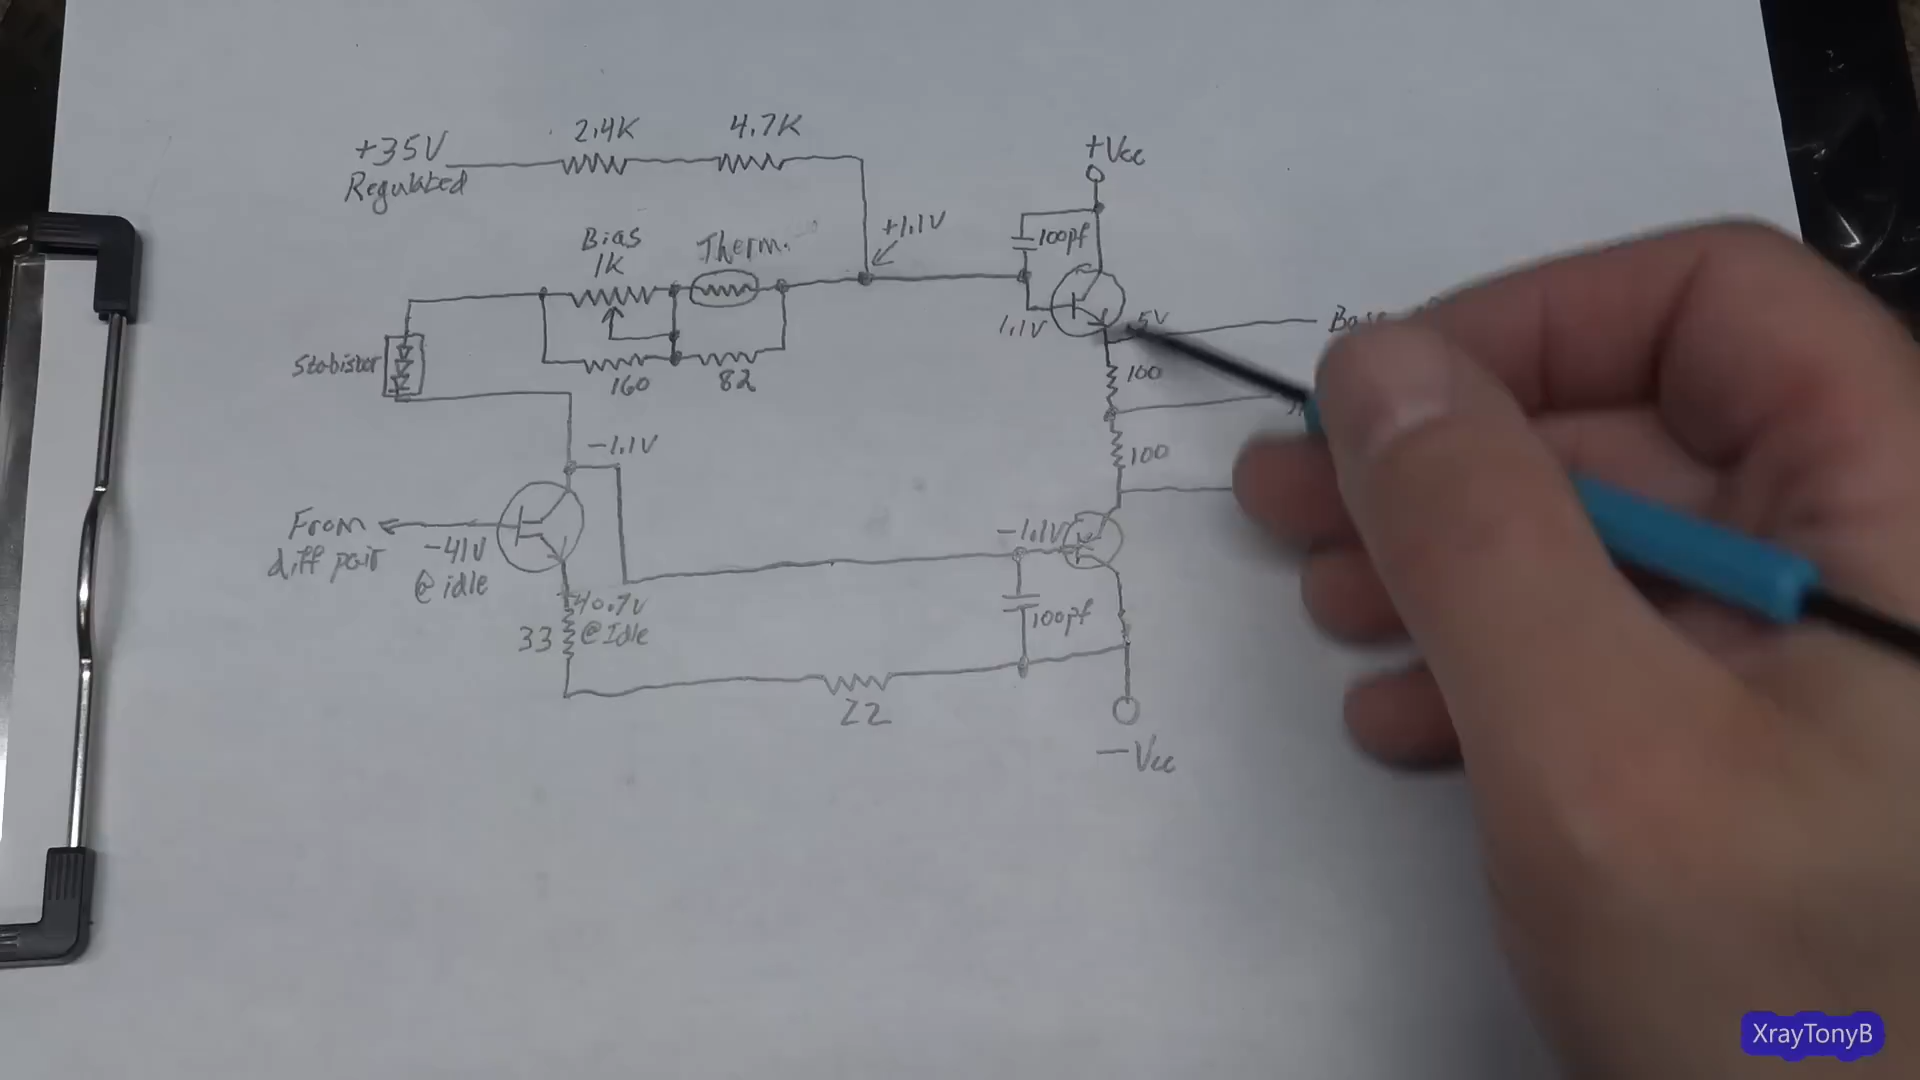 2.4K
4.7K
+35V
Regulated
+Vcc
Bias
1K
Therm.
+1.1V
100pf
1.1V
.5V
Stabistor
160
82
100
-1.1V
100
From
diff pair
-41V
@ idle
-1.1V
40.7V
@Idle
33
100pf
22
-Vcc
XrayTonyB